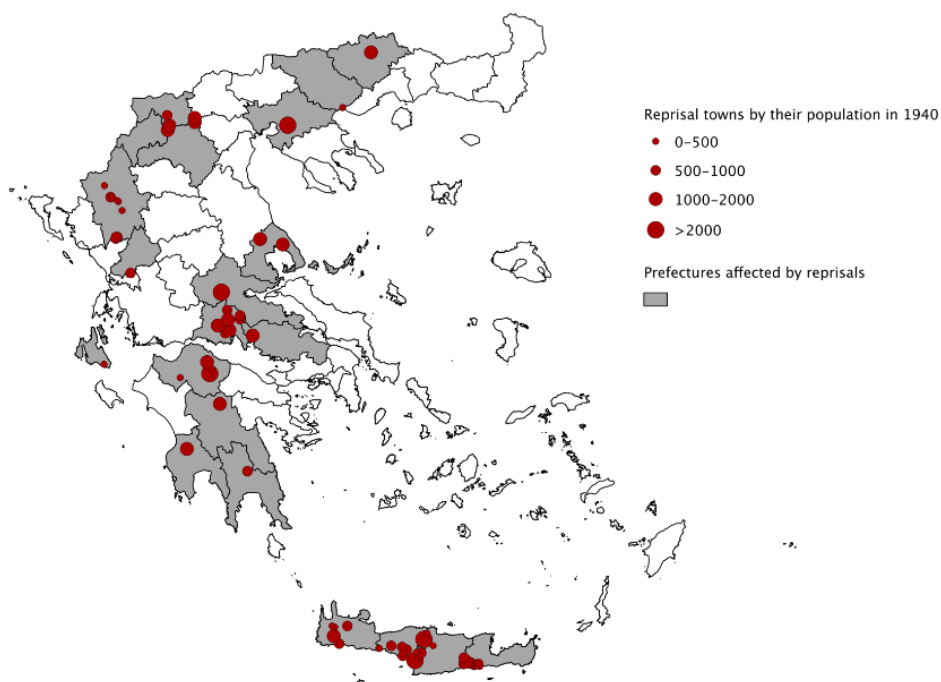 Reprisal towns by their population in 1940
0–500
500–1000
1000–2000
>2000
Prefectures affected by reprisals